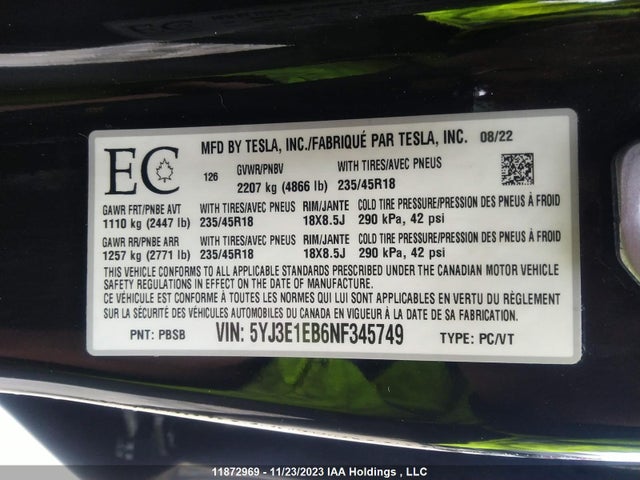 EC
MFD BY TESLA, INC./FABRIQUÉ PAR TESLA, INC. 08/22
126
GVWR/PNBV WITH TIRES/AVEC PNEUS
2207 kg (4866 lb) 235/45R18
GAWR FRT/PNBE AVT WITH TIRES/AVEC PNEUS RIM/JANTE COLD TIRE PRESSURE/PRESSION DES PNEUS À FROID
1110 kg (2447 lb) 235/45R18 18X8.5J 290 kPa, 42 psi
GAWR RR/PNBE ARR WITH TIRES/AVEC PNEUS RIM/JANTE COLD TIRE PRESSURE/PRESSION DES PNEUS À FROID
1257 kg (2771 lb) 235/45R18 18X8.5J 290 kPa, 42 psi
THIS VEHICLE CONFORMS TO ALL APPLICABLE STANDARDS PRESCRIBED UNDER THE CANADIAN MOTOR VEHICLE
SAFETY REGULATIONS IN EFFECT ON THE DATE OF MANUFACTURE.
CE VÉHICULE EST CONFORME À TOUTES LES NORMES QUI LUI SONT APPLICABLES EN VERTU DU RÈGLEMENT
SUR LA SÉCURITÉ DES VÉHICULES AUTOMOBILES DU CANADA EN VIGUEUR À LA DATE DE SA FABRICATION.
PNT: PBSB VIN: 5YJ3E1EB6NF345749 TYPE: PC/VT
11872969 - 11/23/2023 IAA Holdings , LLC